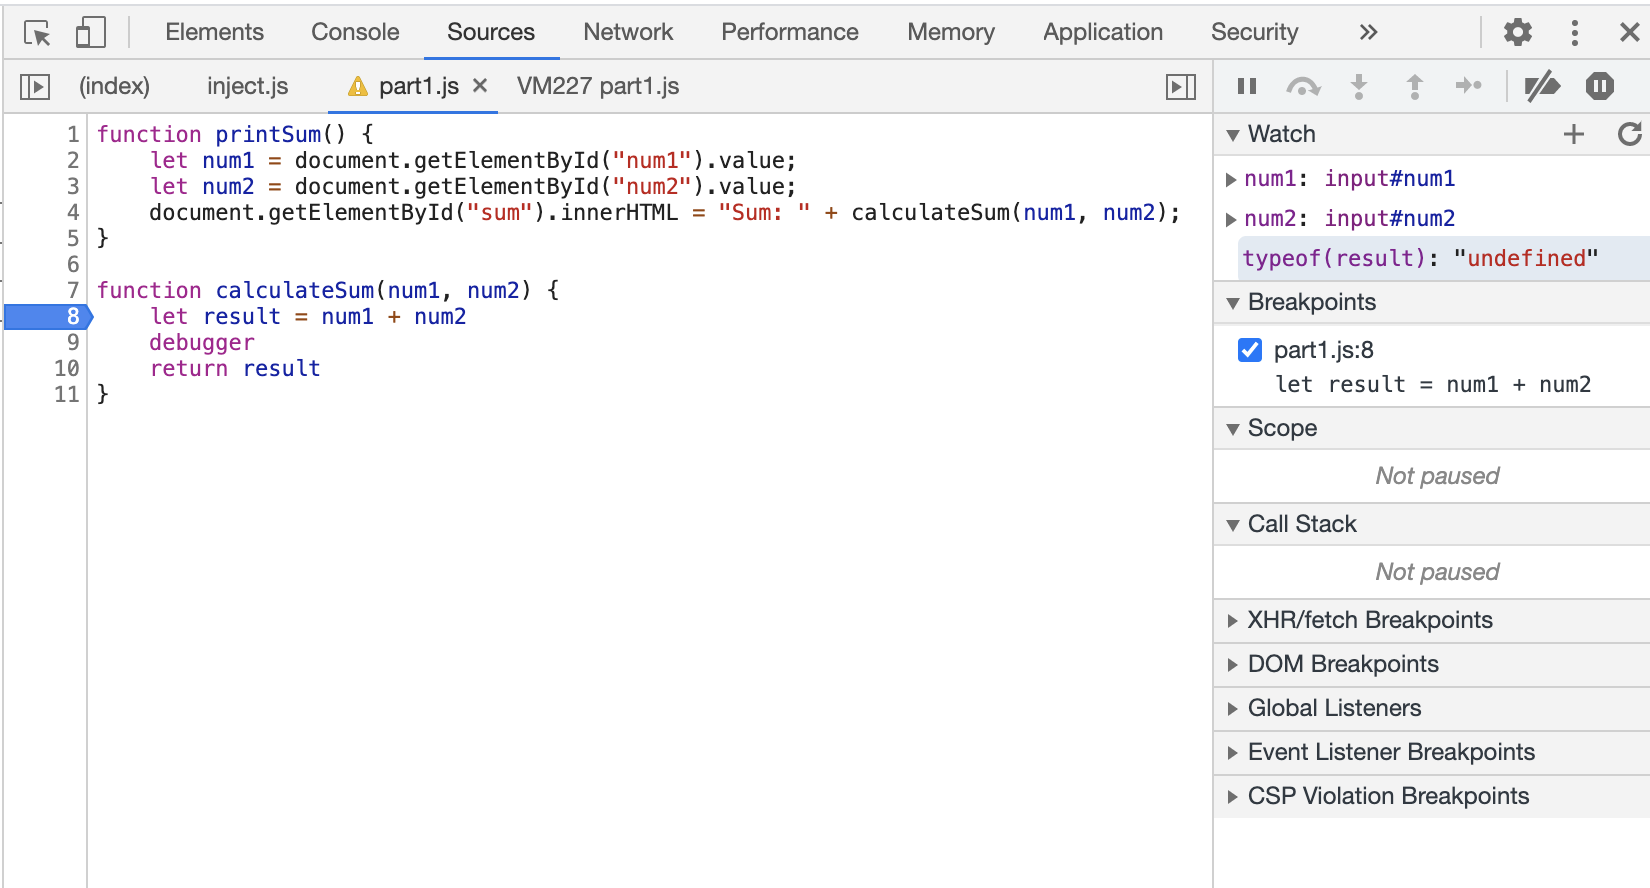 Elements Console Sources Network Performance Memory Application Security »
(index) inject.js part1.js × VM227 part1.js
1 function printSum() {
2 let num1 = document.getElementById("num1").value;
3 let num2 = document.getElementById("num2").value;
4 document.getElementById("sum").innerHTML = "Sum: " + calculateSum(num1, num2);
5 }
6
7 function calculateSum(num1, num2) {
8 let result = num1 + num2
9 debugger
10 return result
11 }
Watch
num1: input#num1
num2: input#num2
typeof(result): "undefined"
Breakpoints
part1.js:8
let result = num1 + num2
Scope
Not paused
Call Stack
Not paused
XHR/fetch Breakpoints
DOM Breakpoints
Global Listeners
Event Listener Breakpoints
CSP Violation Breakpoints